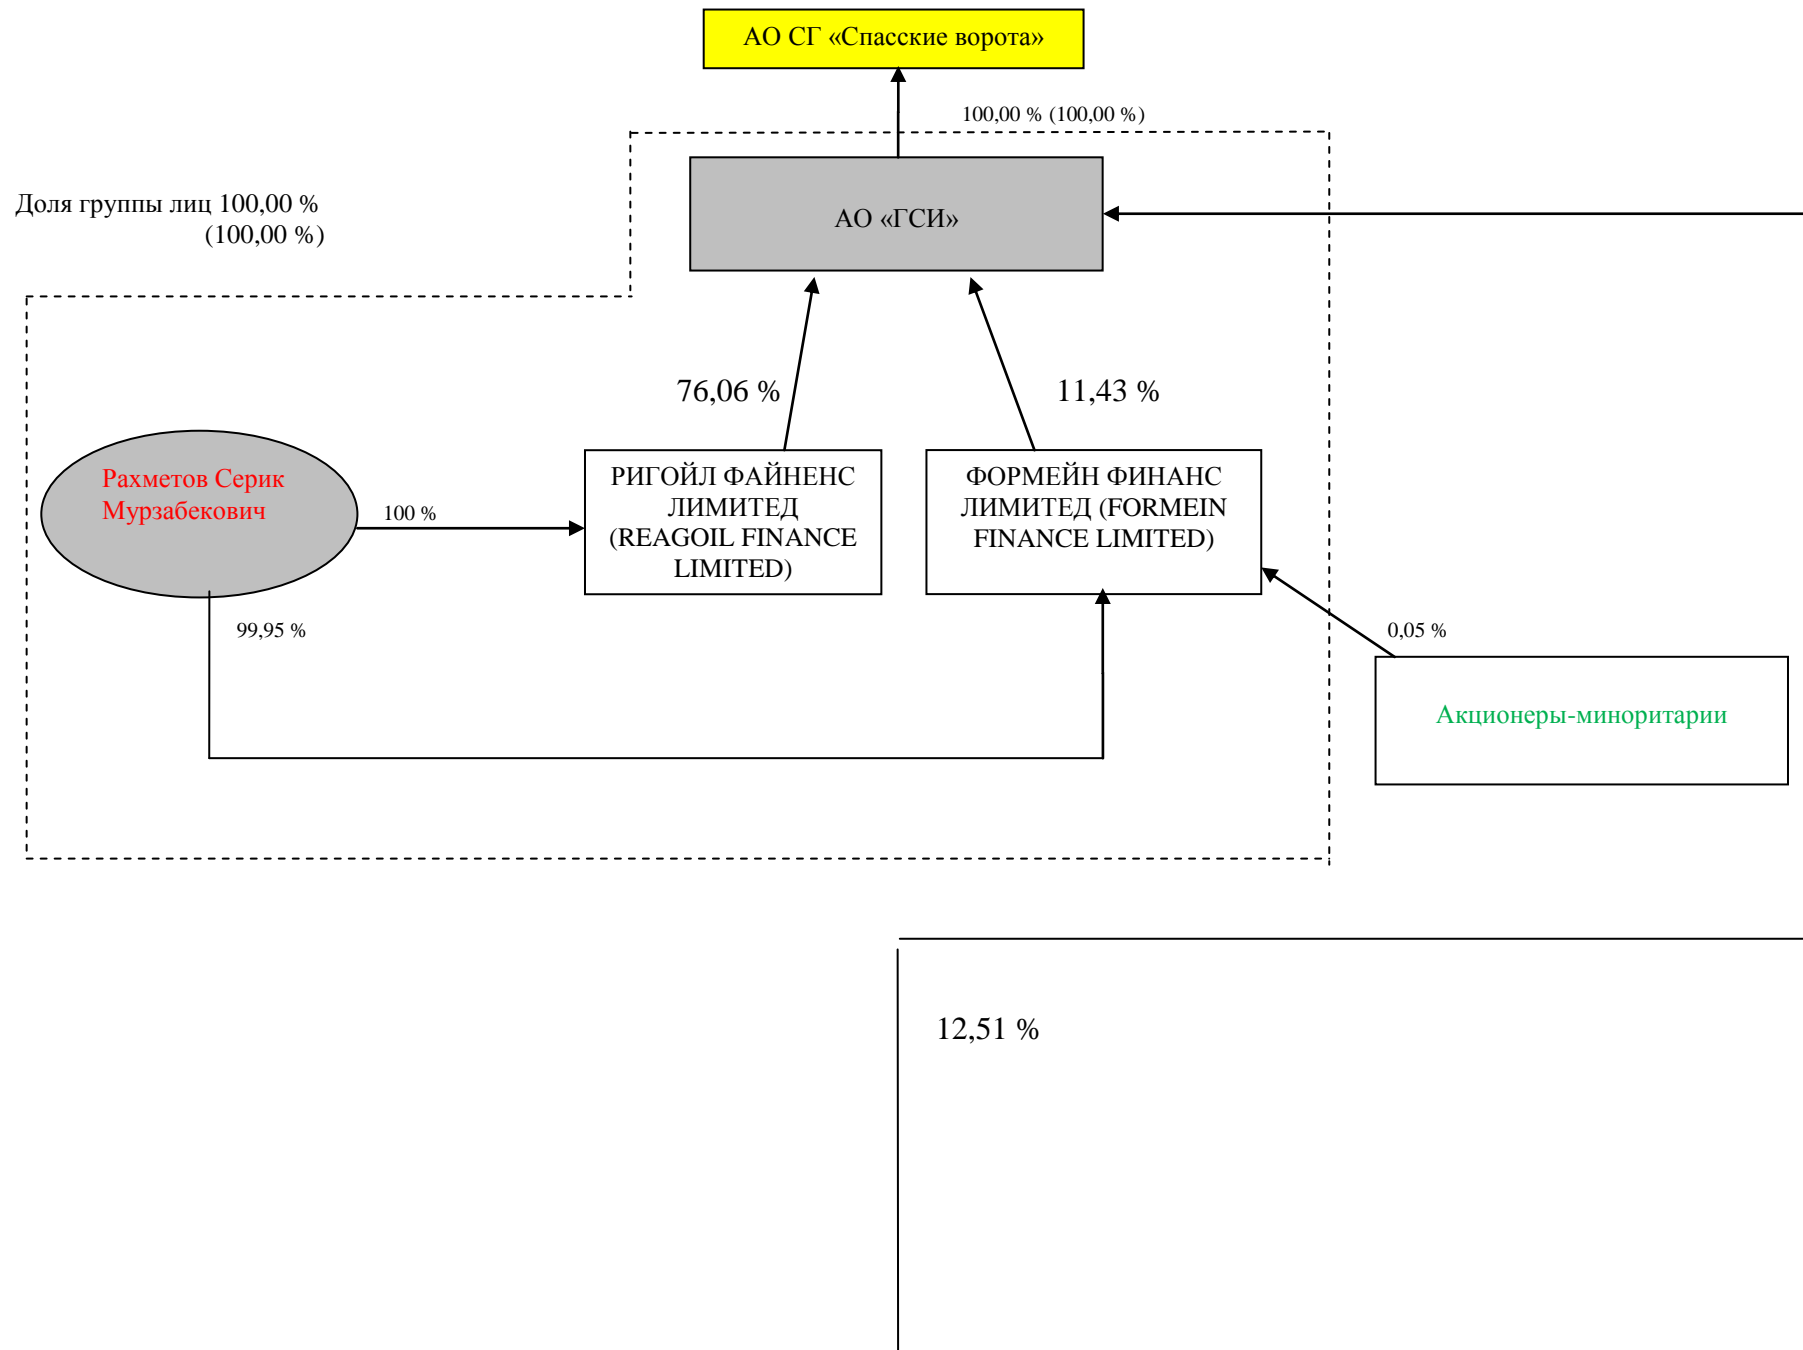 АО СГ «Спасские ворота»
100,00 % (100,00 %)
Доля группы лиц 100,00 %
(100,00 %)
АО «ГСИ»
76,06 %
11,43 %
Рахметов Серик
Мурзабекович
100 %
РИГОЙЛ ФАЙНЕНС
ЛИМИТЕД
(REAGOIL FINANCE
LIMITED)
ФОРМЕЙН ФИНАНС
ЛИМИТЕД (FORMEIN
FINANCE LIMITED)
99,95 %
0,05 %
Акционеры-миноритарии
12,51 %